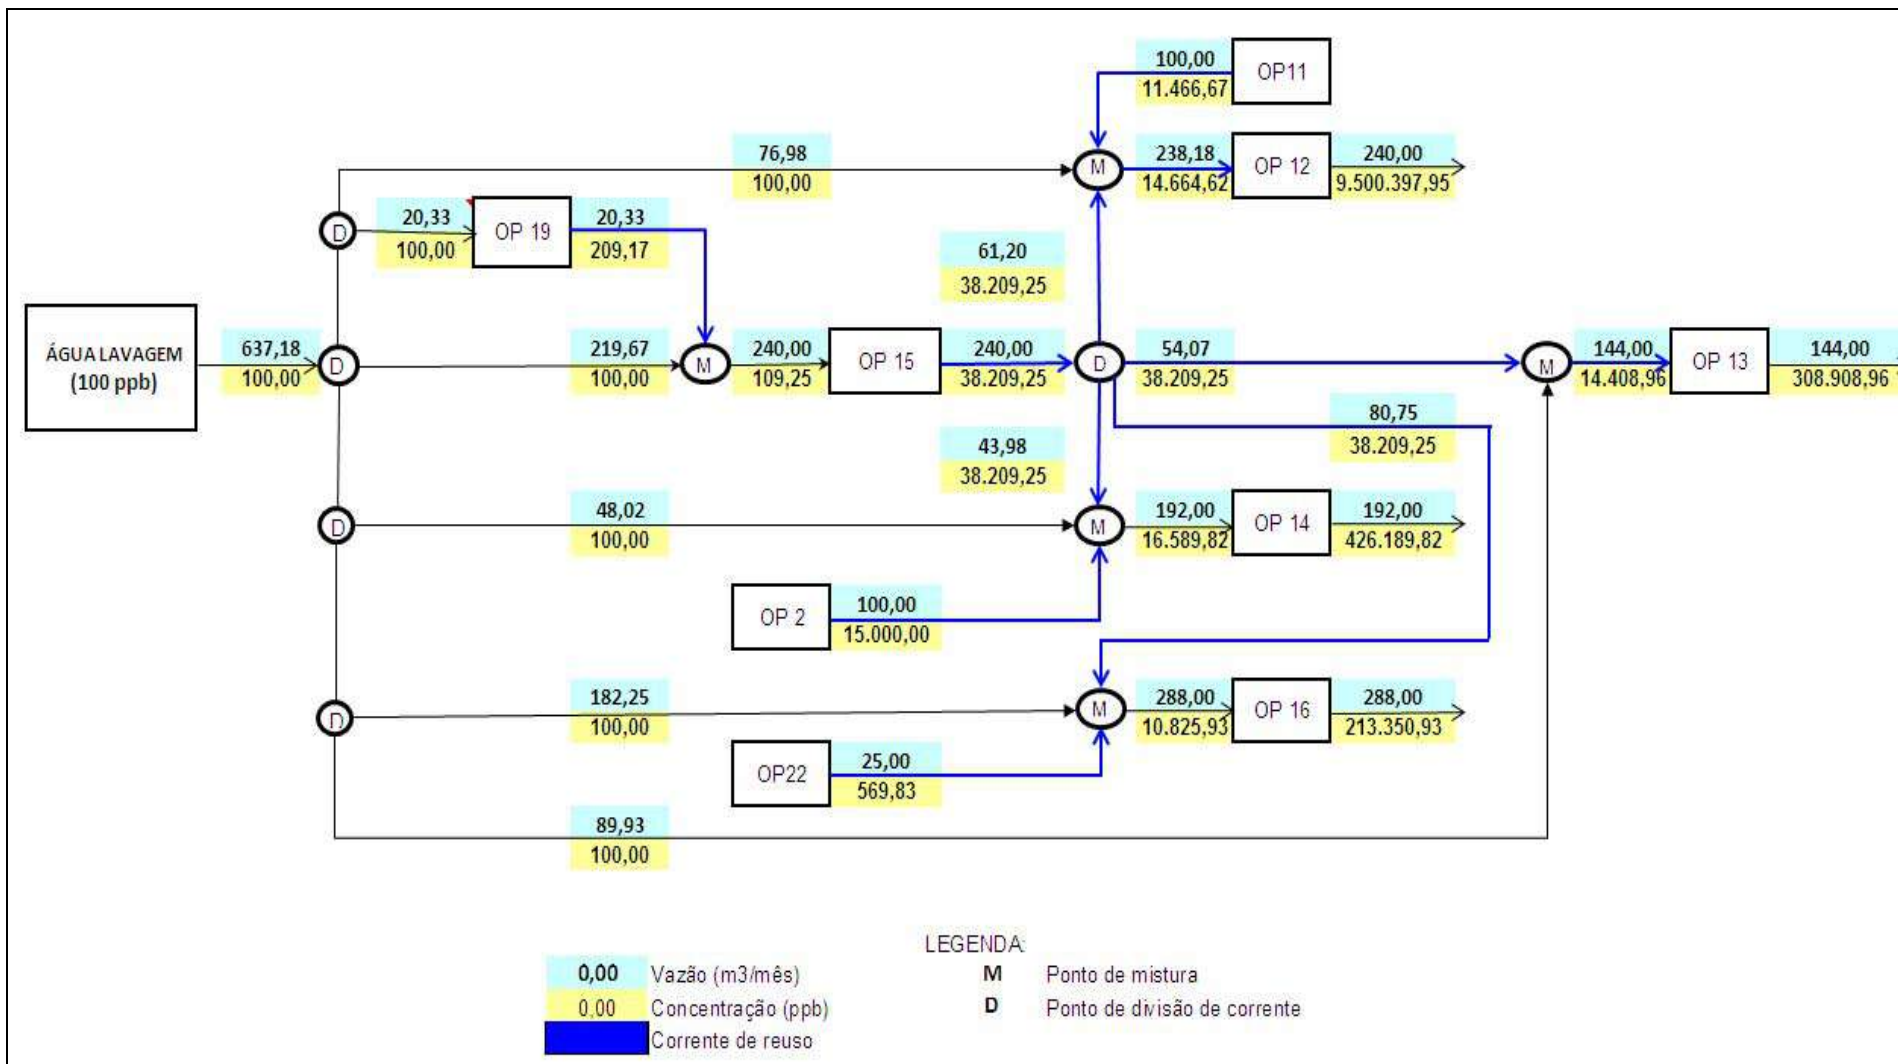 100,00
OP11
11.466,67
76,98
100,00
M
238,18
14.664,62
OP 12
240,00
9.500.397,95
D
20,33
100,00
OP 19
20,33
209,17
61,20
38.209,25
ÁGUA LAVAGEM
(100 ppb)
637,18
100,00
D
219,67
100,00
M
240,00
109,25
OP 15
240,00
38.209,25
D
54,07
38.209,25
M
144,00
14.408,96
OP 13
144,00
308.908,96
80,75
38.209,25
43,98
38.209,25
D
48,02
100,00
M
192,00
16.589,82
OP 14
192,00
426.189,82
OP 2
100,00
15.000,00
D
182,25
100,00
M
288,00
10.825,93
OP 16
288,00
213.350,93
OP22
25,00
569,83
89,93
100,00
LEGENDA:
0,00 Vazão (m3/mês)
M Ponto de mistura
0,00 Concentração (ppb)
D Ponto de divisão de corrente
Corrente de reuso